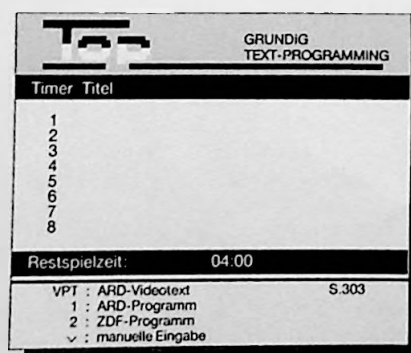 Top
GRUNDIG
TEXT-PROGRAMMING
Timer Titel
1
2
3
4
5
6
7
8
Restspielzeit: 04:00
VPT : ARD-Videotext S.303
1 : ARD-Programm
2 : ZDF-Programm
v : manuelle Eingabe